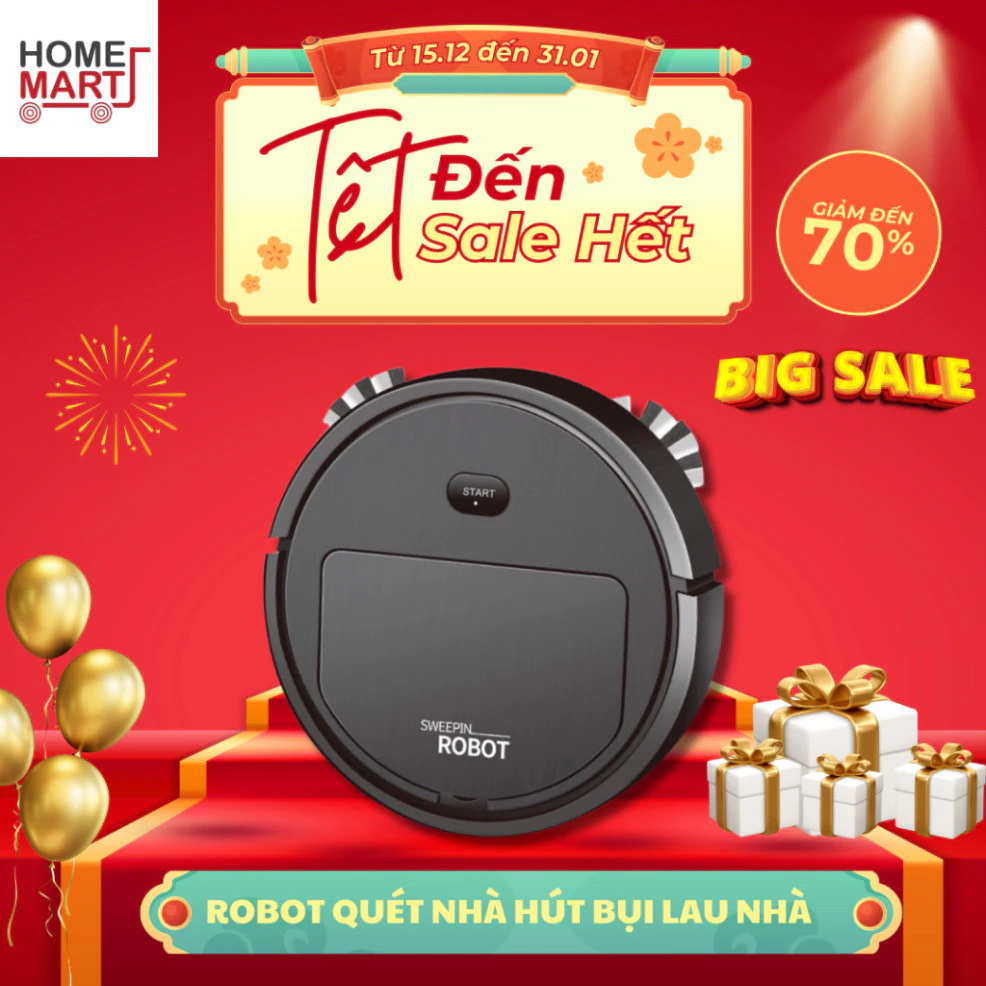 HOME
MART
Từ 15.12 đến 31.01
Tết Đến
Sale Hết
GIẢM ĐẾN
70%
BIG SALE
START
SWEEPIN
ROBOT
ROBOT QUÉT NHÀ HÚT BỤI LAU NHÀ